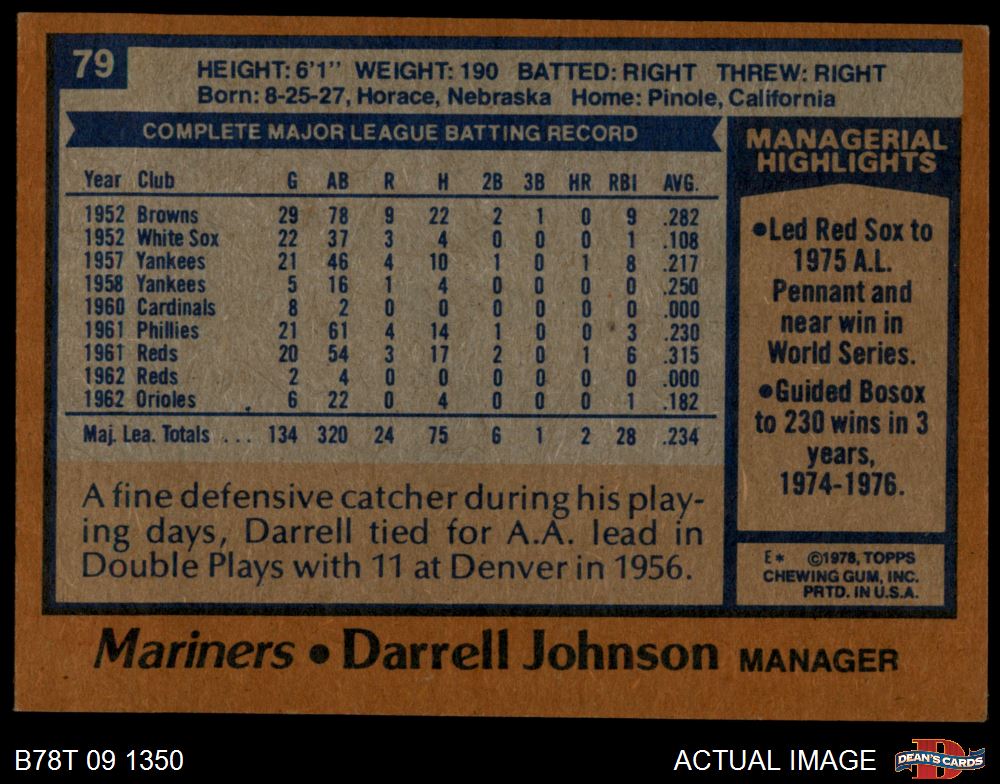 79
HEIGHT: 6'1" WEIGHT: 190 BATTED: RIGHT THREW: RIGHT
Born: 8-25-27, Horace, Nebraska Home: Pinole, California
COMPLETE MAJOR LEAGUE BATTING RECORD
Year Club G AB R H 2B 3B HR RBI AVG.
1952 Browns 29 78 9 22 2 1 0 9 .282
1952 White Sox 22 37 3 4 0 0 0 1 .108
1957 Yankees 21 46 4 10 1 0 1 8 .217
1958 Yankees 5 16 1 4 0 0 0 0 .250
1960 Cardinals 8 2 0 0 0 0 0 0 .000
1961 Phillies 21 61 4 14 1 0 0 3 .230
1961 Reds 20 54 3 17 2 0 1 6 .315
1962 Reds 2 4 0 0 0 0 0 0 .000
1962 Orioles 6 22 0 4 0 0 0 1 .182
Maj. Lea. Totals . . . 134 320 24 75 6 1 2 28 .234
A fine defensive catcher during his play-
ing days, Darrell tied for A.A. lead in
Double Plays with 11 at Denver in 1956.
MANAGERIAL
HIGHLIGHTS
•Led Red Sox to
1975 A.L.
Pennant and
near win in
World Series.
•Guided Bosox
to 230 wins in 3
years,
1974-1976.
E* ©1978, TOPPS
CHEWING GUM, INC.
PRTD. IN U.S.A.
Mariners • Darrell Johnson MANAGER
B78T 09 1350
ACTUAL IMAGE
D
DEAN'S CARDS